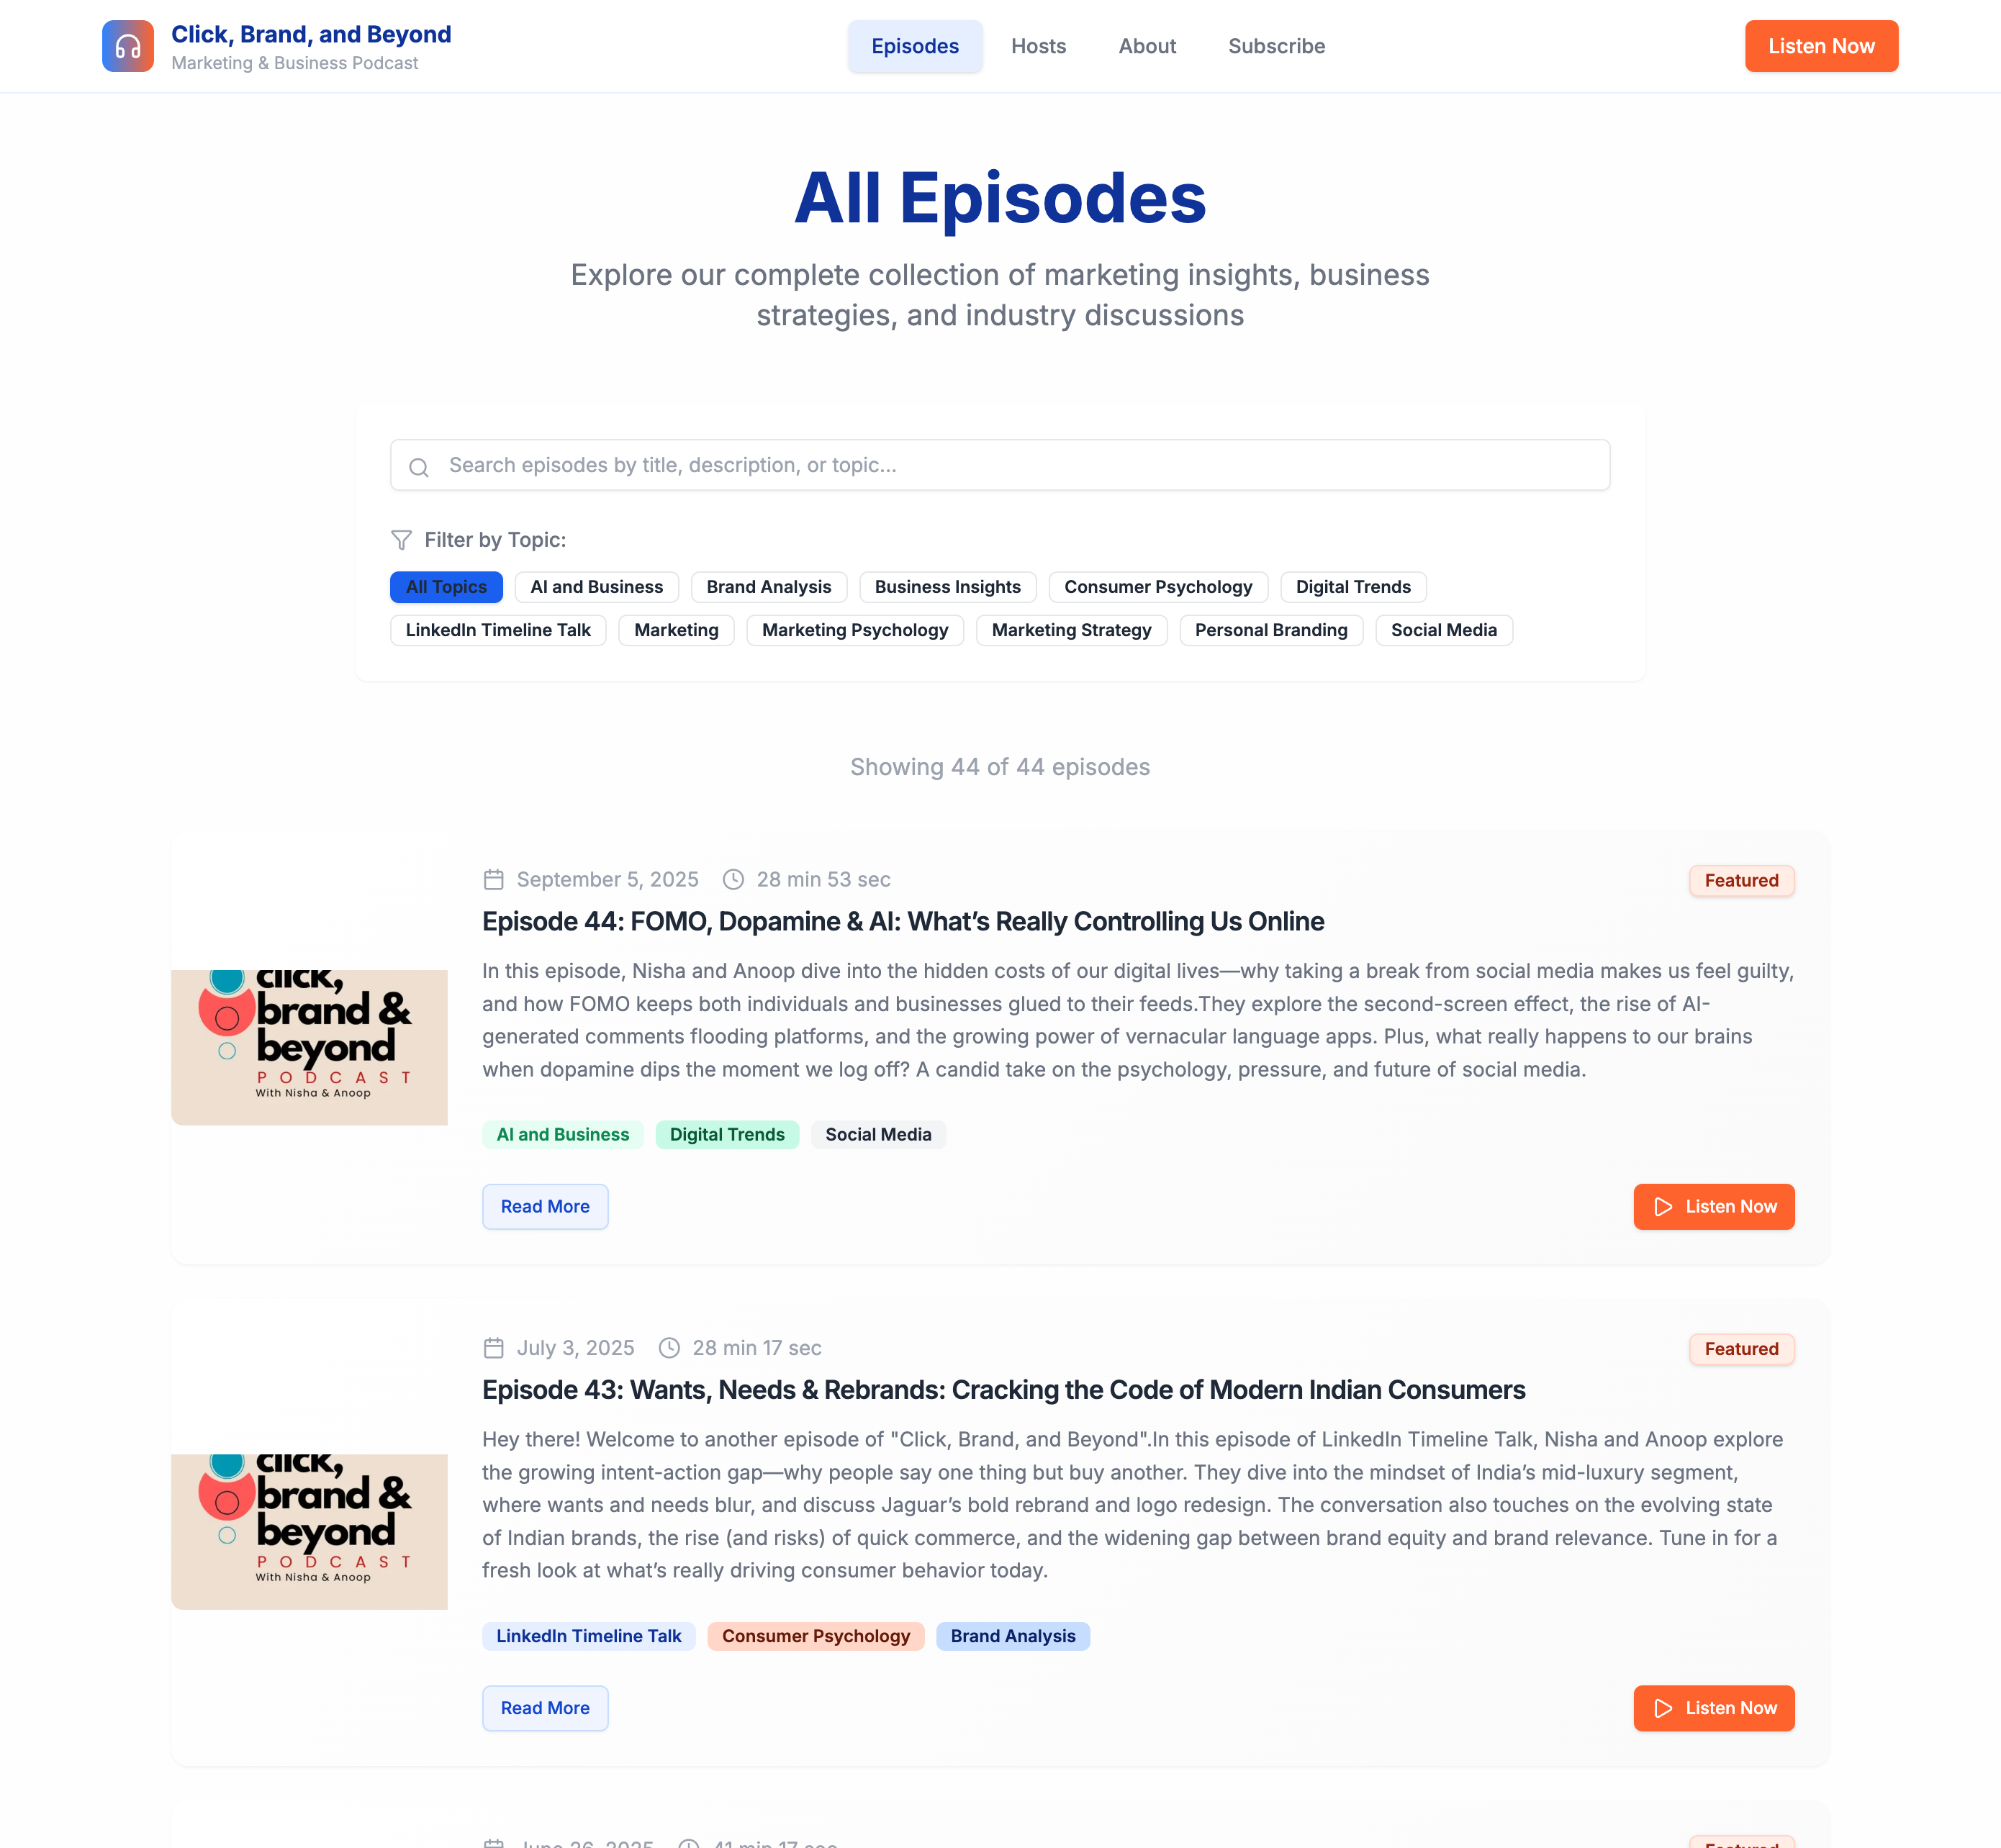 Click, Brand, and Beyond
Marketing & Business Podcast
Episodes
Hosts
About
Subscribe
Listen Now
All Episodes
Explore our complete collection of marketing insights, business
strategies, and industry discussions
Search episodes by title, description, or topic...
Filter by Topic:
All Topics
AI and Business
Brand Analysis
Business Insights
Consumer Psychology
Digital Trends
LinkedIn Timeline Talk
Marketing
Marketing Psychology
Marketing Strategy
Personal Branding
Social Media
Showing 44 of 44 episodes
click,
brand &
beyond
PODCAST
With Nisha & Anoop
September 5, 2025
28 min 53 sec
Featured
Episode 44: FOMO, Dopamine & AI: What’s Really Controlling Us Online
In this episode, Nisha and Anoop dive into the hidden costs of our digital lives—why taking a break from social media makes us feel guilty,
and how FOMO keeps both individuals and businesses glued to their feeds.They explore the second-screen effect, the rise of AI-
generated comments flooding platforms, and the growing power of vernacular language apps. Plus, what really happens to our brains
when dopamine dips the moment we log off? A candid take on the psychology, pressure, and future of social media.
AI and Business
Digital Trends
Social Media
Read More
Listen Now
click,
brand &
beyond
PODCAST
With Nisha & Anoop
July 3, 2025
28 min 17 sec
Featured
Episode 43: Wants, Needs & Rebrands: Cracking the Code of Modern Indian Consumers
Hey there! Welcome to another episode of "Click, Brand, and Beyond".In this episode of LinkedIn Timeline Talk, Nisha and Anoop explore
the growing intent-action gap—why people say one thing but buy another. They dive into the mindset of India’s mid-luxury segment,
where wants and needs blur, and discuss Jaguar’s bold rebrand and logo redesign. The conversation also touches on the evolving state
of Indian brands, the rise (and risks) of quick commerce, and the widening gap between brand equity and brand relevance. Tune in for a
fresh look at what’s really driving consumer behavior today.
LinkedIn Timeline Talk
Consumer Psychology
Brand Analysis
Read More
Listen Now
June 26, 2025
41 min 17 sec
Featured